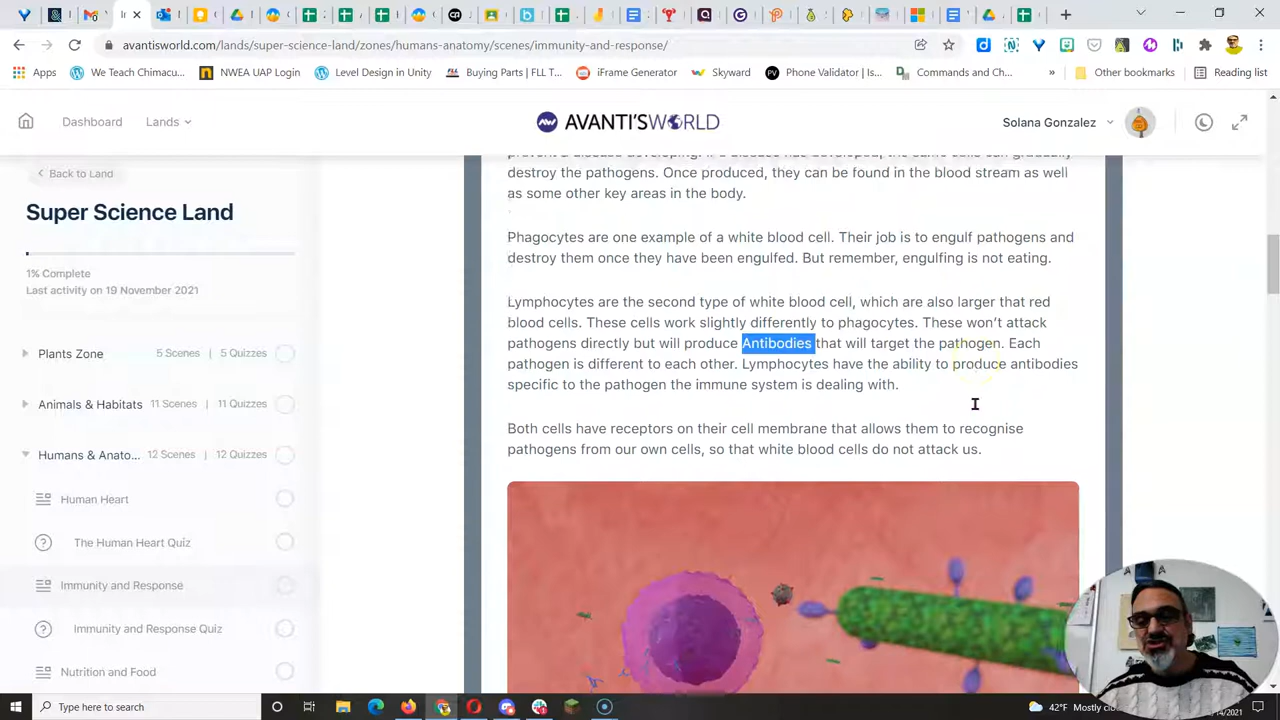 avantisworld.com/lands/super-science-land/zones/humans-anatomy/scenes/immunity-and-response/
Apps
We Teach Chimacu...
NWEA UAP Login
Level Design in Unity
Buying Parts | FLL T...
iFrame Generator
Skyward
Phone Validator | Is...
Commands and Ch...
»
Other bookmarks
Reading list
Dashboard
Lands
AVANTI'S WORLD
Solana Gonzalez
Back to Land
Super Science Land
1% Complete
Last activity on 19 November 2021
Plants Zone 5 Scenes | 5 Quizzes
Animals & Habitats 11 Scenes | 11 Quizzes
Humans & Anato... 12 Scenes | 12 Quizzes
Human Heart
The Human Heart Quiz
Immunity and Response
Immunity and Response Quiz
Nutrition and Food
destroy the pathogens. Once produced, they can be found in the blood stream as well
as some other key areas in the body.
Phagocytes are one example of a white blood cell. Their job is to engulf pathogens and
destroy them once they have been engulfed. But remember, engulfing is not eating.
Lymphocytes are the second type of white blood cell, which are also larger that red
blood cells. These cells work slightly differently to phagocytes. These won't attack
pathogens directly but will produce Antibodies that will target the pathogen. Each
pathogen is different to each other. Lymphocytes have the ability to produce antibodies
specific to the pathogen the immune system is dealing with.
Both cells have receptors on their cell membrane that allows them to recognise
pathogens from our own cells, so that white blood cells do not attack us.
Type here to search
42°F Mostly clo
/14/2021